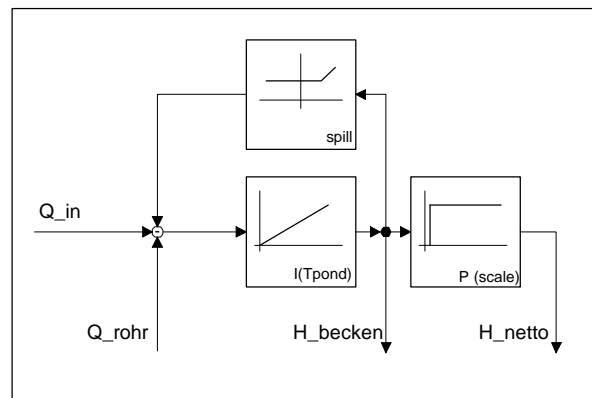 spill
Q_in
-
I(Tpond)
P (scale)
Q_rohr
H_becken
H_netto